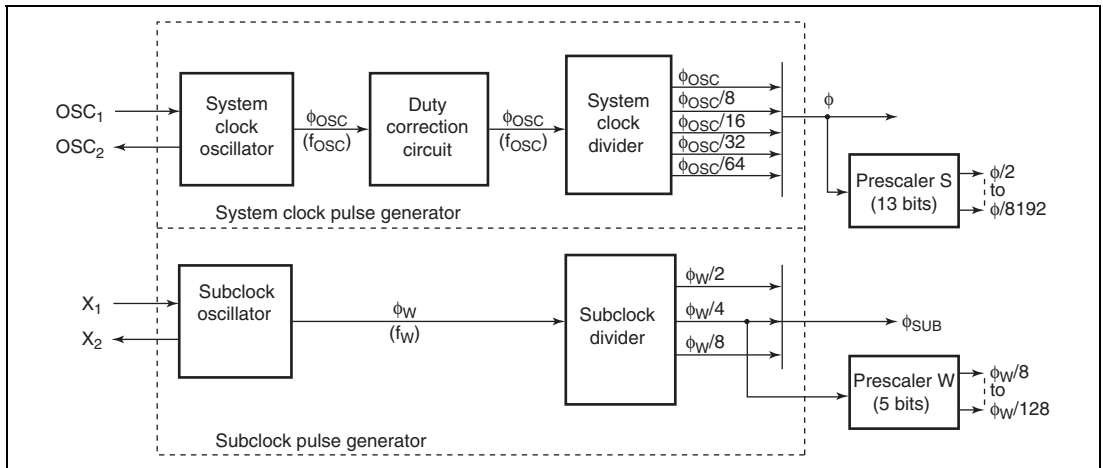 OSC1
OSC2
System
clock
oscillator
ϕOSC
(fOSC)
Duty
correction
circuit
ϕOSC
(fOSC)
System
clock
divider
ϕOSC
ϕOSC/8
ϕOSC/16
ϕOSC/32
ϕOSC/64
ϕ
Prescaler S
(13 bits)
ϕ/2
to
ϕ/8192
System clock pulse generator
X1
X2
Subclock
oscillator
ϕW
(fW)
Subclock
divider
ϕW/2
ϕW/4
ϕW/8
ϕSUB
Prescaler W
(5 bits)
ϕW/8
to
ϕW/128
Subclock pulse generator